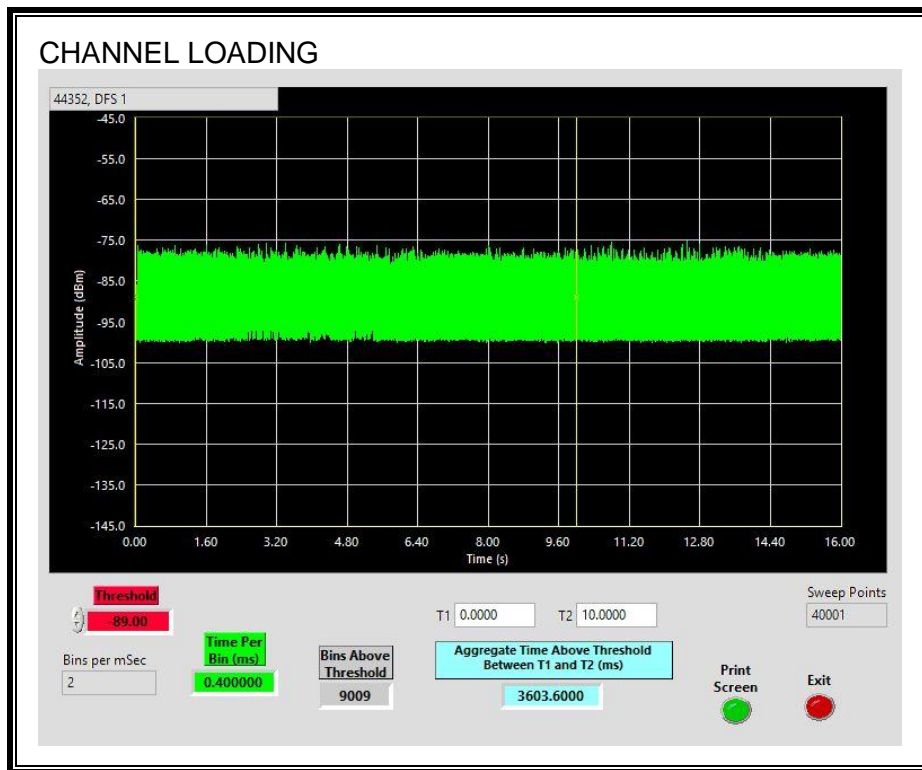 CHANNEL LOADING
44352, DFS 1
-45.0
-55.0
-65.0
-75.0
-85.0
-95.0
-105.0
-115.0
-125.0
-135.0
-145.0
Amplitude (dBm)
0.00 1.60 3.20 4.80 6.40 8.00 9.60 11.20 12.80 14.40 16.00
Time (s)
Threshold
-89.00
Bins per mSec
2
Time Per
Bin (ms)
0.400000
Bins Above
Threshold
9009
T1 0.0000 T2 10.0000
Aggregate Time Above Threshold
Between T1 and T2 (ms)
3603.6000
Sweep Points
40001
Print
Screen
Exit